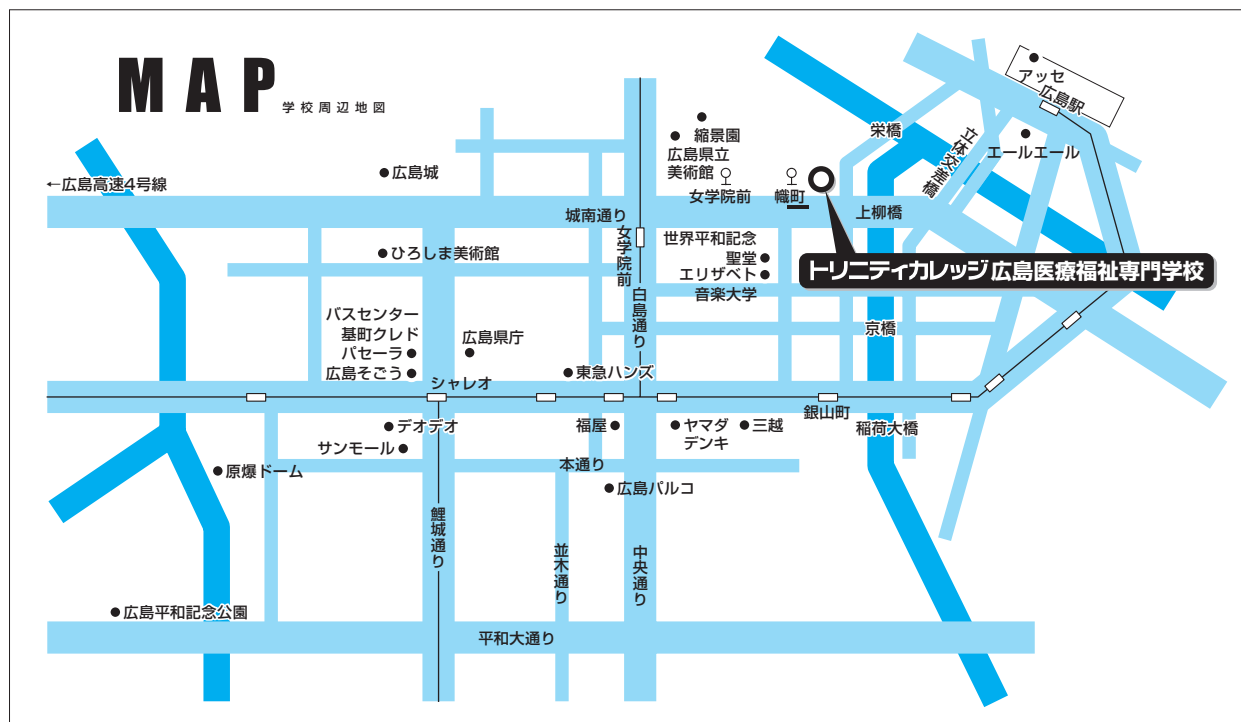 MAP
学校周辺地図
アッセ
広島駅
栄橋
縮景園
広島県立
美術館
立体交差橋
エールエール
広島城
←広島高速4号線
女学院前
幟町
城南通り
上柳橋
女学院前
世界平和記念
聖堂
エリザベト
音楽大学
ひろしま美術館
トリニティカレッジ広島医療福祉専門学校
白島通り
バスセンター
基町クレド
パセーラ
広島そごう
広島県庁
京橋
東急ハンズ
シャレオ
銀山町
デオデオ
サンモール
福屋
ヤマダ
デンキ
三越
稲荷大橋
原爆ドーム
本通り
広島パルコ
鯉城通り
並木通り
中央通り
広島平和記念公園
平和大通り